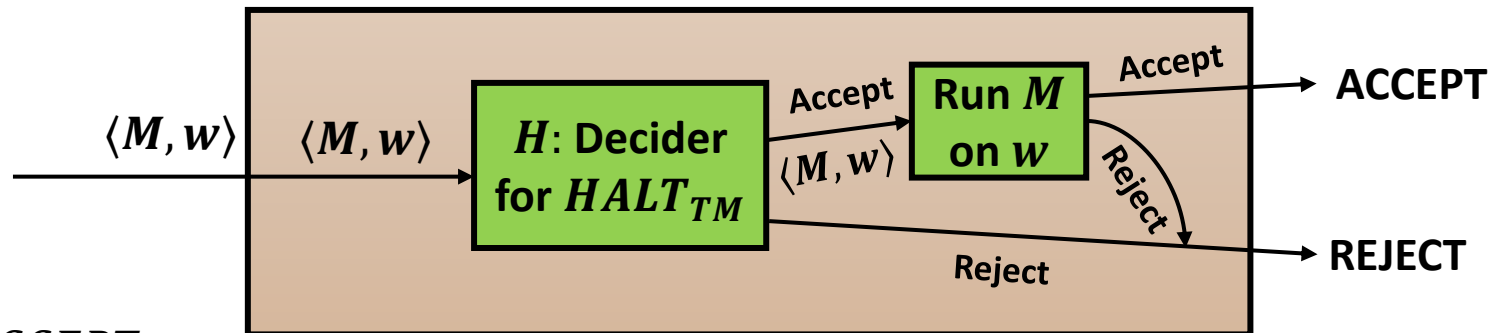 ⟨M, w⟩
⟨M, w⟩
H: Decider
for HALT_TM
Accept
⟨M, w⟩
Run M
on w
Accept
ACCEPT
Reject
Reject
REJECT